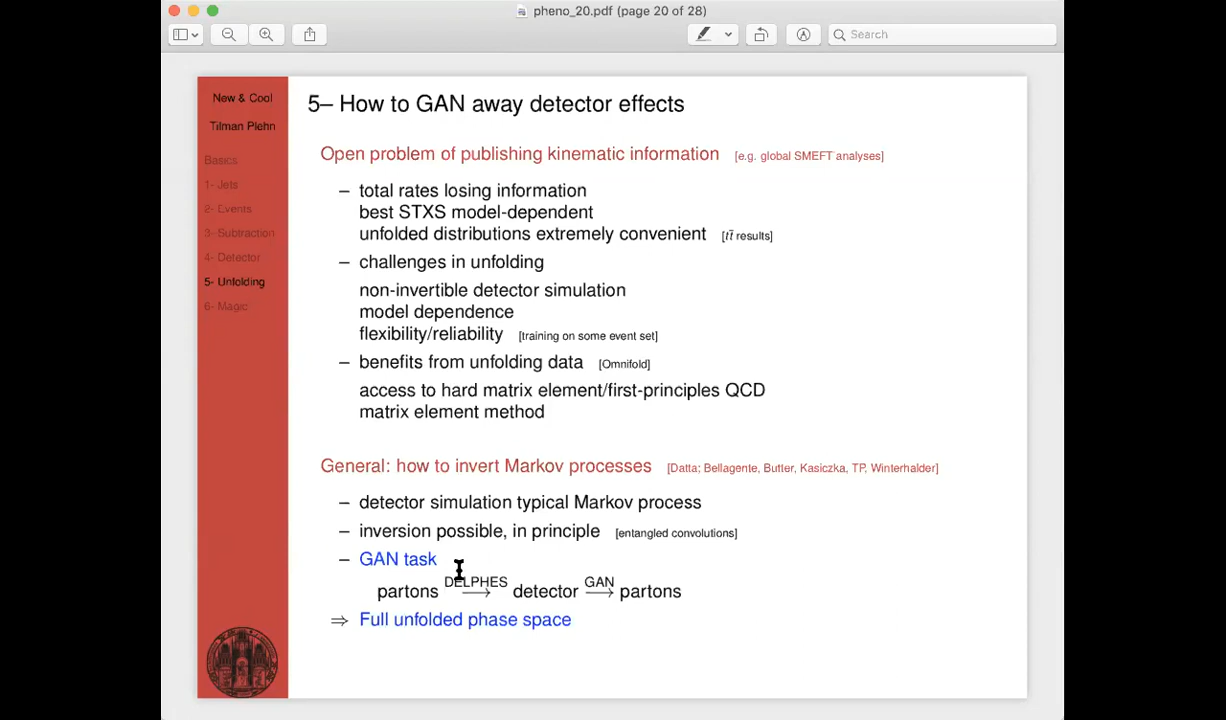 pheno_20.pdf (page 20 of 28)
Search
New & Cool
Tilman Plehn
Basics
1- Jets
2- Events
3- Subtraction
4- Detector
5- Unfolding
6- Magic
5– How to GAN away detector effects
Open problem of publishing kinematic information [e.g. global SMEFT analyses]
– total rates losing information
best STXS model-dependent
unfolded distributions extremely convenient [tt̄ results]
– challenges in unfolding
non-invertible detector simulation
model dependence
flexibility/reliability [training on some event set]
– benefits from unfolding data [Omnifold]
access to hard matrix element/first-principles QCD
matrix element method
General: how to invert Markov processes [Datta; Bellagente, Butter, Kasiczka, TP, Winterhalder]
– detector simulation typical Markov process
– inversion possible, in principle [entangled convolutions]
– GAN task
partons DELPHES⟶ detector GAN⟶ partons
⇒ Full unfolded phase space